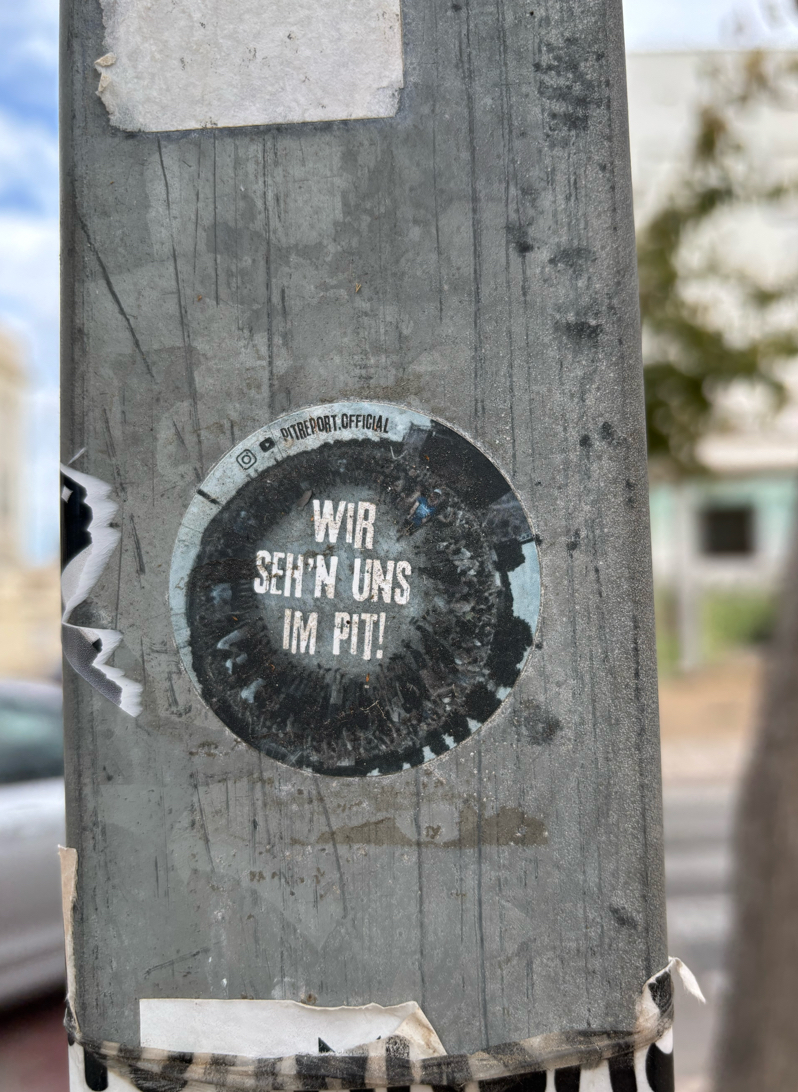 PITREPORT.OFFICIAL
WIR
SEH'N UNS
IM PIT!